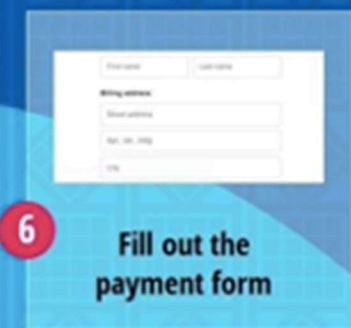 First name
Last name
Billing address
Street address
Apt., ste., bldg.
City
6
Fill out the
payment form